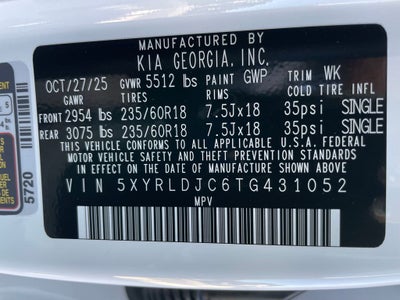 MANUFACTURED BY
KIA GEORGIA, INC.
OCT/27/25 GVWR 5512 lbs PAINT GWP TRIM WK
GAWR TIRES RIMS COLD TIRE INFL
FRONT 2954 lbs 235/60R18 7.5Jx18 35psi SINGLE
REAR 3075 lbs 235/60R18 7.5Jx18 35psi SINGLE
THIS VEHICLE CONFORMS TO ALL APPLICABLE U.S.A. FEDERAL
MOTOR VEHICLE SAFETY AND THEFT PREVENTION STANDARDS
IN EFFECT ON THE DATE OF MANUFACTURE SHOWN ABOVE
VIN 5XYRLDJC6TG431052
MPV
5720